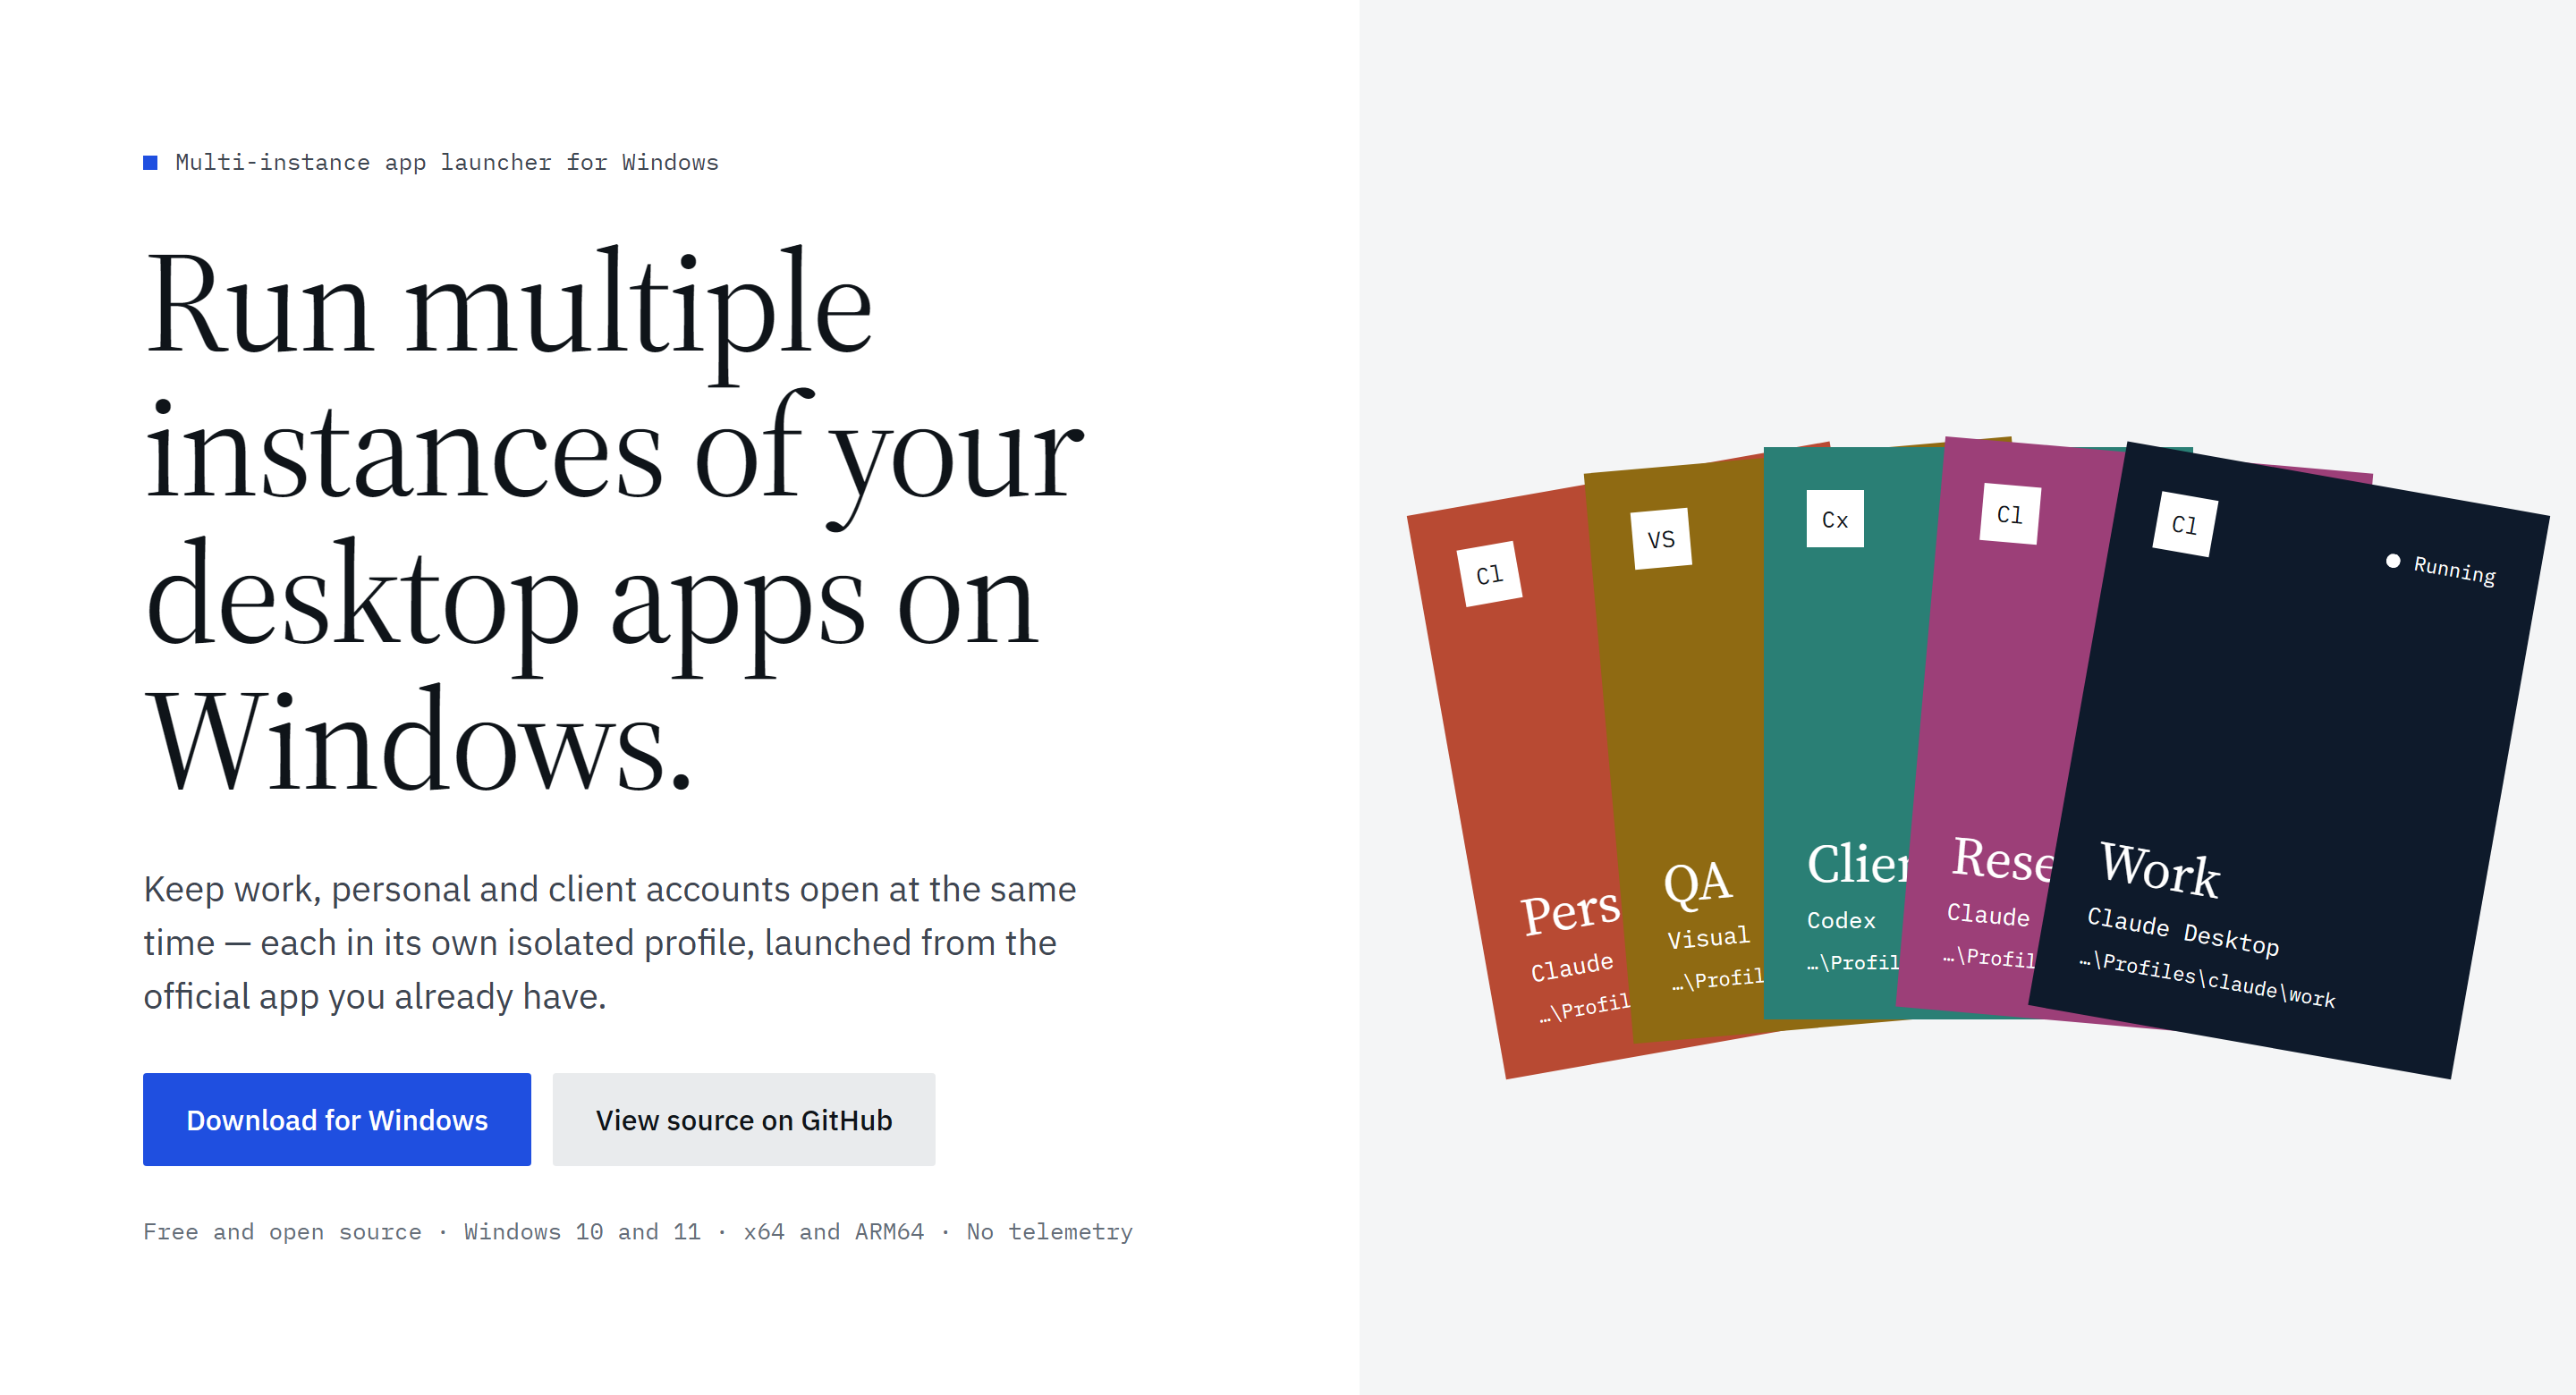 Multi-instance app launcher for Windows
Run multiple
instances of your
desktop apps on
Windows.
Keep work, personal and client accounts open at the same
time — each in its own isolated profile, launched from the
official app you already have.
Download for Windows
View source on GitHub
Free and open source · Windows 10 and 11 · x64 and ARM64 · No telemetry
Cl
Pers
Claude
…\Profil
VS
QA
Visual
…\Profil
Cx
Clien
Codex
…\Profil
Cl
Rese
Claude
…\Profil
Cl
Running
Work
Claude Desktop
…\Profiles\claude\work